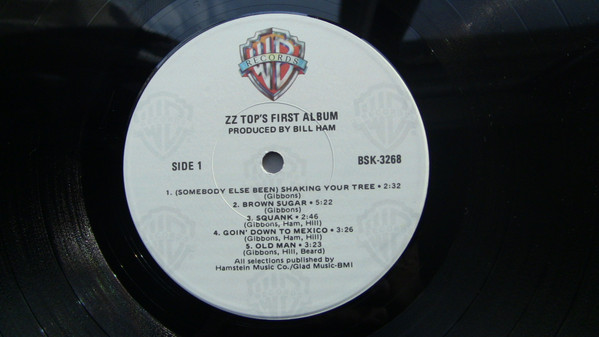 WB
RECORDS
ZZ TOP'S FIRST ALBUM
PRODUCED BY BILL HAM
SIDE 1
BSK-3268
1. (SOMEBODY ELSE BEEN) SHAKING YOUR TREE • 2:32
(Gibbons)
2. BROWN SUGAR • 5:22
(Gibbons)
3. SQUANK • 2:46
(Gibbons, Ham, Hill)
4. GOIN' DOWN TO MEXICO • 3:26
(Gibbons, Ham, Hill)
5. OLD MAN • 3:23
(Gibbons, Hill, Beard)
All selections published by
Hamstein Music Co./Glad Music-BMI